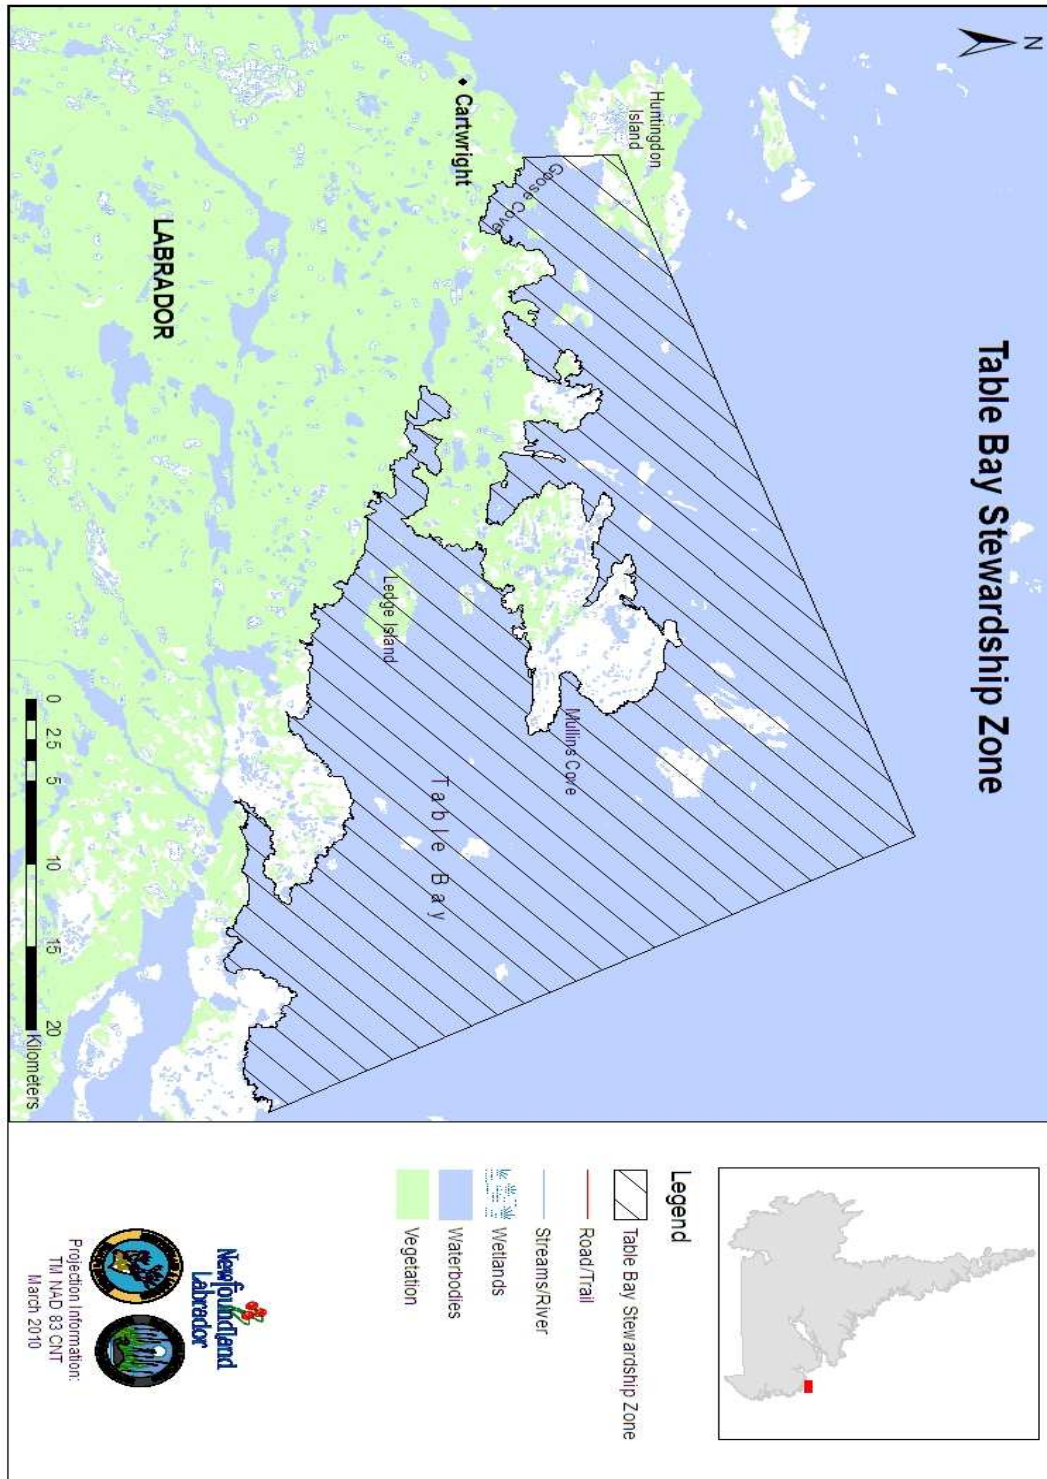 Table Bay Stewardship Zone
N
Huntingdon
Island
Goose Cove
Cartwright
LABRADOR
Ledge Island
Mullins Cove
Table Bay
0 2.5 5 10 15 20
Kilometers
Legend
Table Bay Stewardship Zone
Road/Trail
Streams/River
Wetlands
Waterbodies
Vegetation
Newfoundland
Labrador
Projection Information:
TM NAD 83 CNT
March 2010